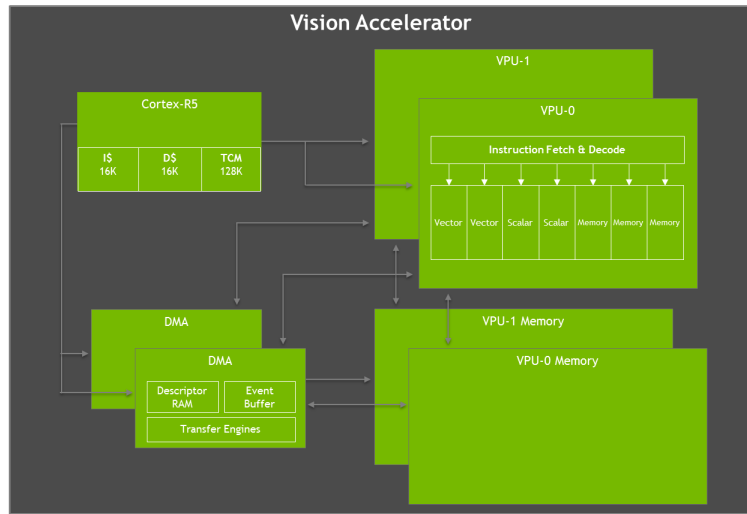 Vision Accelerator
VPU-1
Cortex-R5
VPU-0
Instruction Fetch & Decode
I$ D$ TCM
16K 16K 128K
Vector Vector Scalar Scalar Memory Memory Memory
DMA
VPU-1 Memory
DMA
VPU-0 Memory
Descriptor Event
RAM Buffer
Transfer Engines